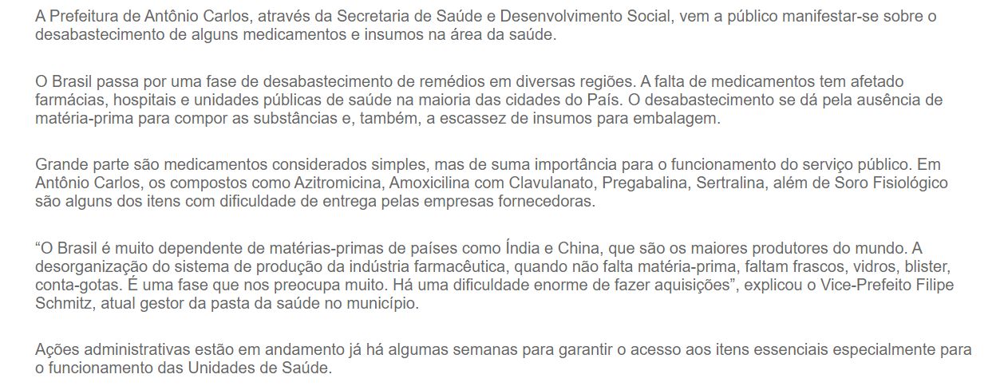 A Prefeitura de Antônio Carlos, através da Secretaria de Saúde e Desenvolvimento Social, vem a público manifestar-se sobre o
desabastecimento de alguns medicamentos e insumos na área da saúde.
O Brasil passa por uma fase de desabastecimento de remédios em diversas regiões. A falta de medicamentos tem afetado
farmácias, hospitais e unidades públicas de saúde na maioria das cidades do País. O desabastecimento se dá pela ausência de
matéria-prima para compor as substâncias e, também, a escassez de insumos para embalagem.
Grande parte são medicamentos considerados simples, mas de suma importância para o funcionamento do serviço público. Em
Antônio Carlos, os compostos como Azitromicina, Amoxicilina com Clavulanato, Pregabalina, Sertralina, além de Soro Fisiológico
são alguns dos itens com dificuldade de entrega pelas empresas fornecedoras.
“O Brasil é muito dependente de matérias-primas de países como Índia e China, que são os maiores produtores do mundo. A
desorganização do sistema de produção da indústria farmacêutica, quando não falta matéria-prima, faltam frascos, vidros, blister,
conta-gotas. É uma fase que nos preocupa muito. Há uma dificuldade enorme de fazer aquisições”, explicou o Vice-Prefeito Filipe
Schmitz, atual gestor da pasta da saúde no município.
Ações administrativas estão em andamento já há algumas semanas para garantir o acesso aos itens essenciais especialmente para
o funcionamento das Unidades de Saúde.